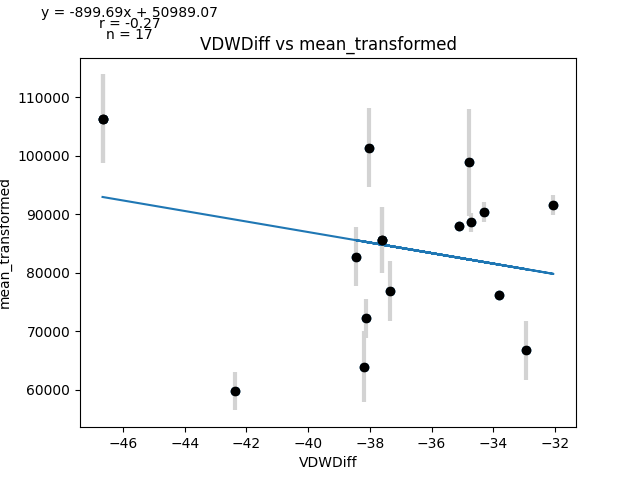 y = -899.69x + 50989.07
r = -0.27
n = 17
VDWDiff vs mean_transformed
110000
100000
90000
80000
70000
60000
mean_transformed
−46
−44
−42
−40
−38
−36
−34
−32
VDWDiff